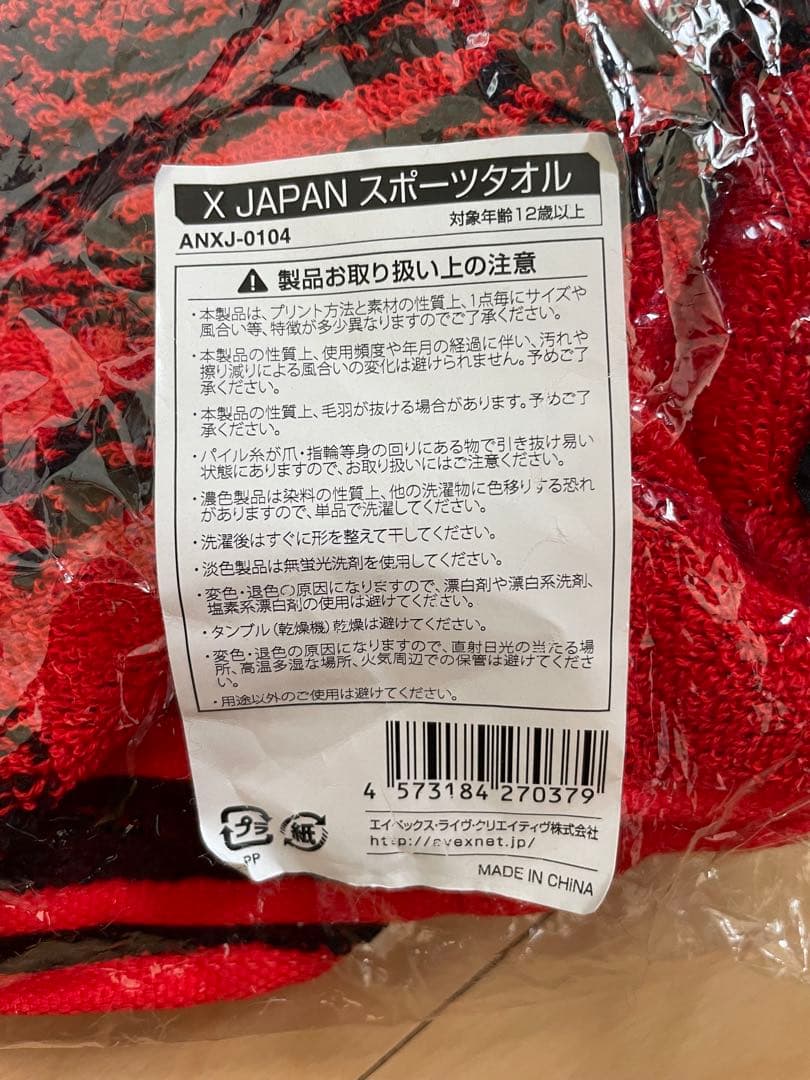 X JAPAN スポーツタオル
対象年齢12歳以上
ANXJ-0104
製品お取り扱い上の注意
・本製品は、プリント方法と素材の性質上、1点毎にサイズや
風合い等、特徴が多少異なりますのでご了承ください。
・本製品の性質上、使用頻度や年月の経過に伴い、汚れや
擦り減りによる風合いの変化は避けられません。予めご了
承ください。
・本製品の性質上、毛羽が抜ける場合があります。予めご了
承ください。
・パイル糸が爪・指輪等身の回りにある物で引き抜け易い
状態にありますので、お取り扱いにはご注意ください。
・濃色製品は染料の性質上、他の洗濯物に色移りする恐れ
がありますので、単品で洗濯してください。
・洗濯後はすぐに形を整えて干してください。
・淡色製品は無蛍光洗剤を使用してください。
・変色・退色の原因になりますので、漂白剤や漂白系洗剤、
塩素系漂白剤の使用は避けてください。
・タンブル(乾燥機)乾燥は避けてください。
・変色・退色の原因になりますので、直射日光の当たる場
所、高温多湿な場所、火気周辺での保管は避けてくださ
い。
・用途以外のご使用は避けてください。
4 573184 270379
プラ
紙
PP
エイベックス・ライヴ・クリエイティヴ株式会社
http://avexnet.jp/
MADE IN CHINA